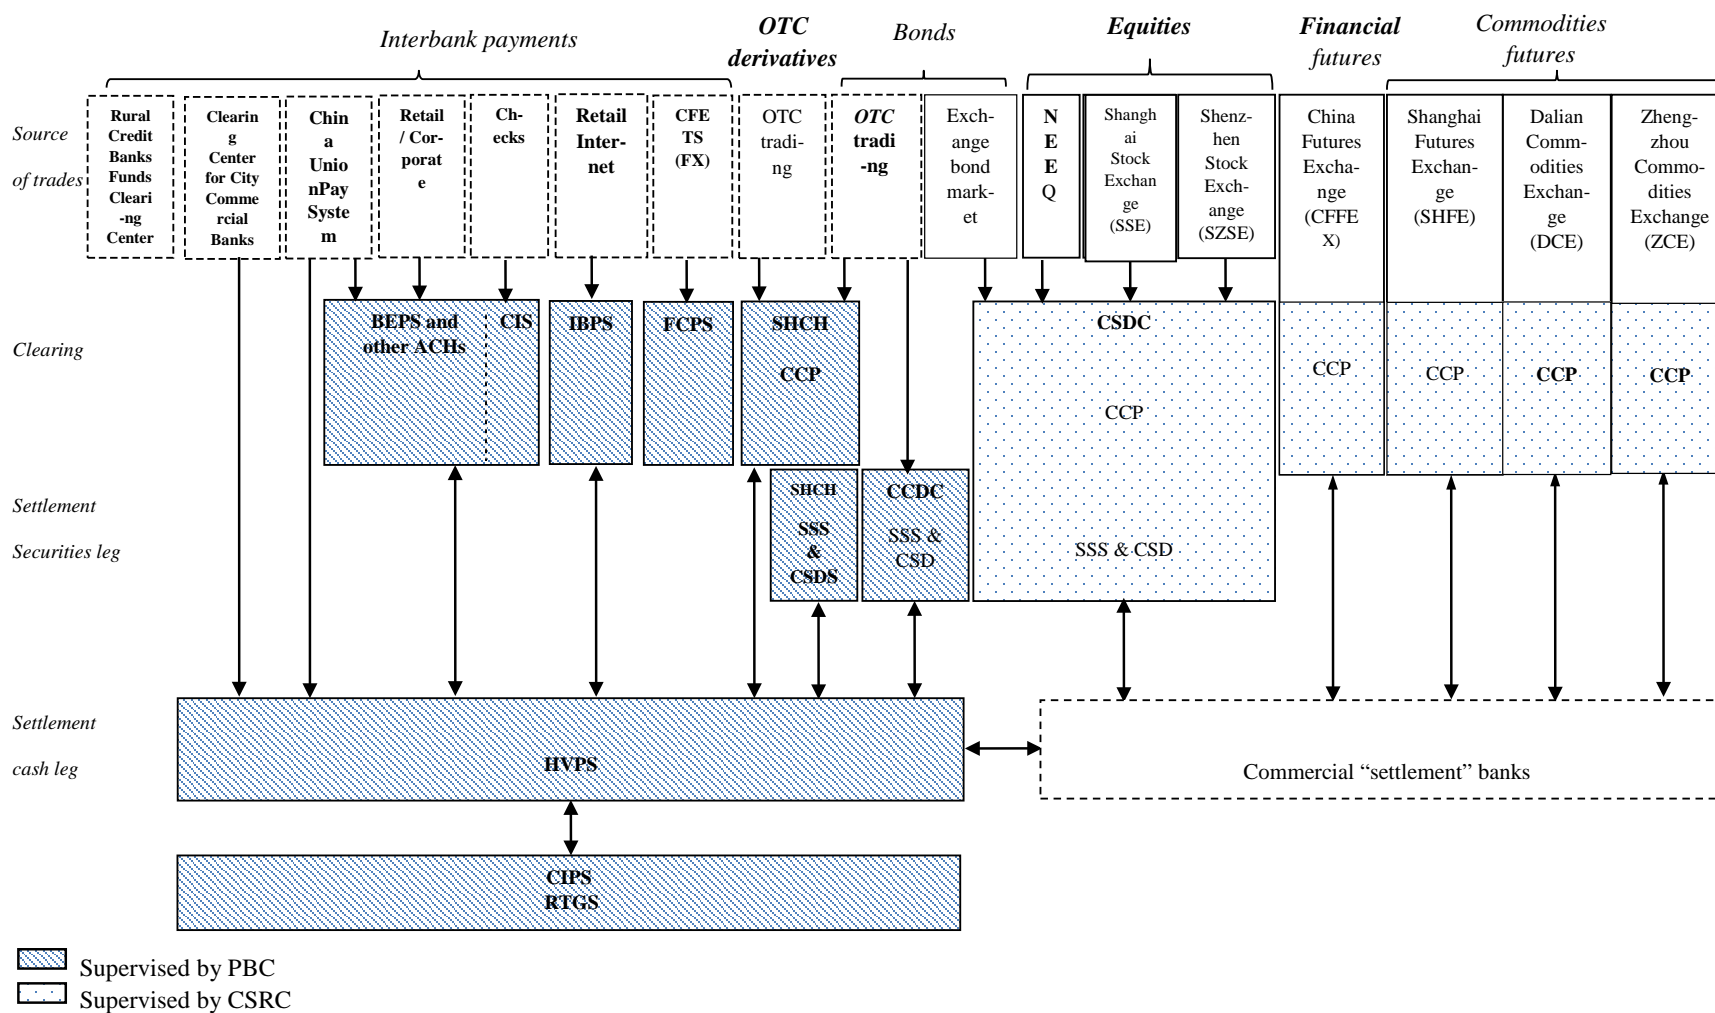 Interbank payments
OTC
derivatives
Bonds
Equities
Financial
futures
Commodities
futures
Source
of trades
Rural
Credit
Banks
Funds
Cleari
-ng
Center
Clearin
g
Center
for City
Comme
rcial
Banks
Chin
a
Unio
nPay
Syste
m
Retail
/ Cor-
porat
e
Ch-
ecks
Retail
Inter-
net
CFE
TS
(FX)
OTC
tradi-
ng
OTC
tradi
-ng
Exch-
ange
bond
mark-
et
N
E
E
Q
Shangh
ai
Stock
Exchan
ge
(SSE)
Shenz-
hen
Stock
Exch-
ange
(SZSE)
China
Futures
Excha-
nge
(CFFE
X)
Shanghai
Futures
Exchan-
ge
(SHFE)
Dalian
Comm-
odities
Exchan-
ge
(DCE)
Zheng-
zhou
Commo-
dities
Exchange
(ZCE)
Clearing
BEPS and
other ACHs
CIS
IBPS
FCPS
SHCH
CCP
CSDC
CCP
SSS & CSD
CCP
CCP
CCP
CCP
Settlement
Securities leg
SHCH
SSS
&
CSDS
CCDC
SSS &
CSD
Settlement
cash leg
HVPS
Commercial “settlement” banks
CIPS
RTGS
Supervised by PBC
Supervised by CSRC